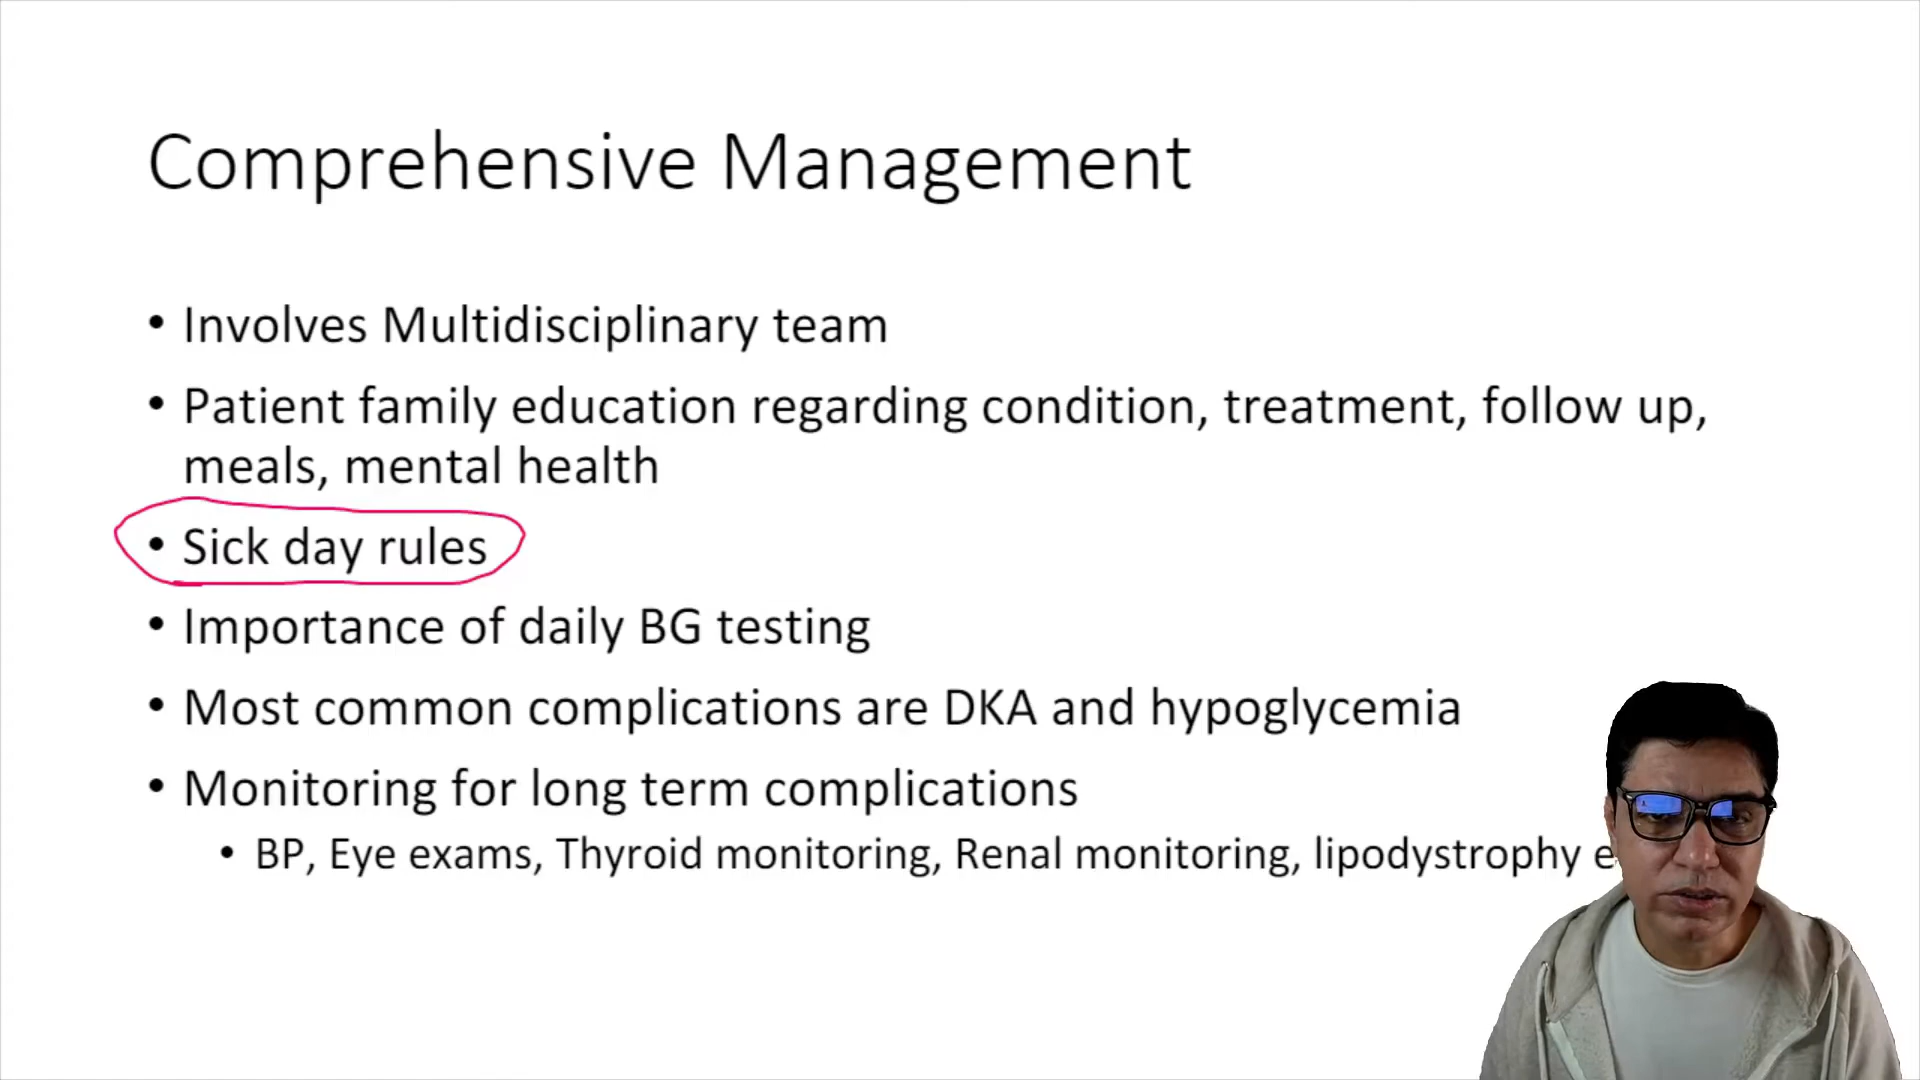 Comprehensive Management
• Involves Multidisciplinary team
• Patient family education regarding condition, treatment, follow up,
meals, mental health
• Sick day rules
• Importance of daily BG testing
• Most common complications are DKA and hypoglycemia
• Monitoring for long term complications
• BP, Eye exams, Thyroid monitoring, Renal monitoring, lipodystrophy